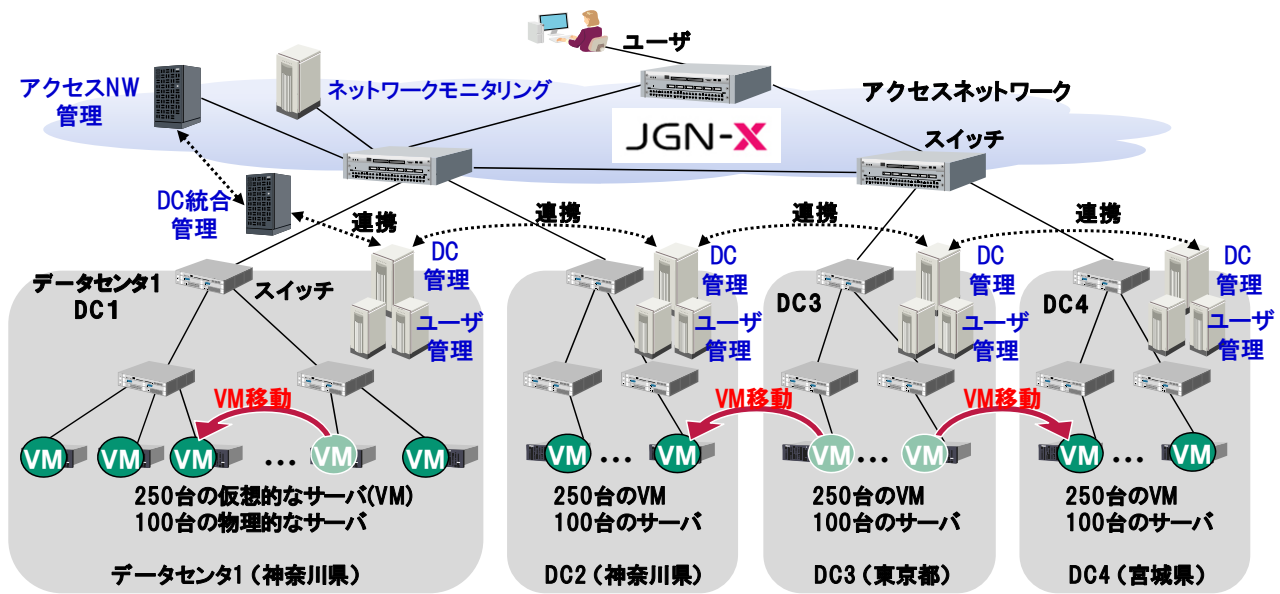 ユーザ
アクセスNW
管理
ネットワークモニタリング
アクセスネットワーク
JGN-X
スイッチ
DC統合
管理
連携
連携
連携
連携
データセンタ1
DC1
スイッチ
DC
管理
ユーザ
管理
DC
管理
ユーザ
管理
DC3
DC
管理
ユーザ
管理
DC4
DC
管理
ユーザ
管理
VM移動
VM移動
VM移動
VM
VM
VM
...
VM
VM
VM
...
VM
VM
...
VM
VM
...
VM
250台の仮想的なサーバ(VM)
100台の物理的なサーバ
250台のVM
100台のサーバ
250台のVM
100台のサーバ
250台のVM
100台のサーバ
データセンタ1(神奈川県)
DC2(神奈川県)
DC3(東京都)
DC4(宮城県)